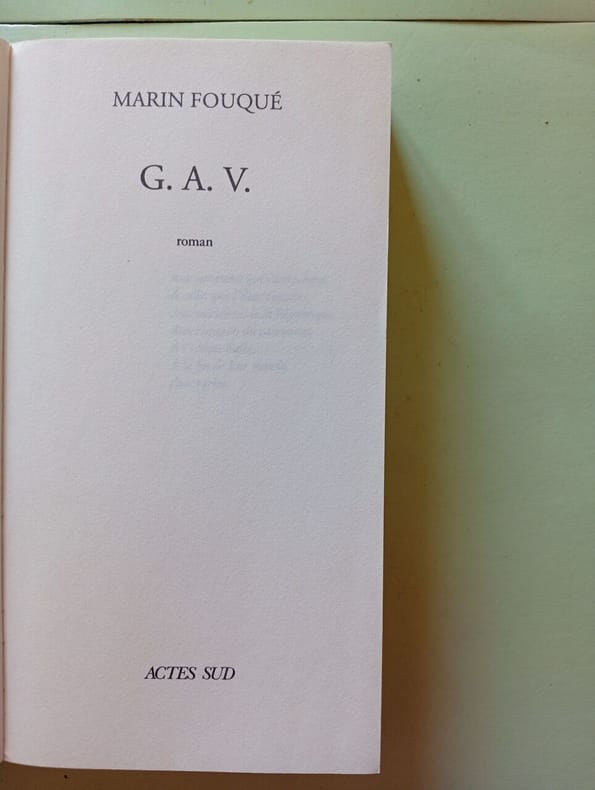 MARIN FOUQUÉ
G. A. V.
roman
ACTES SUD